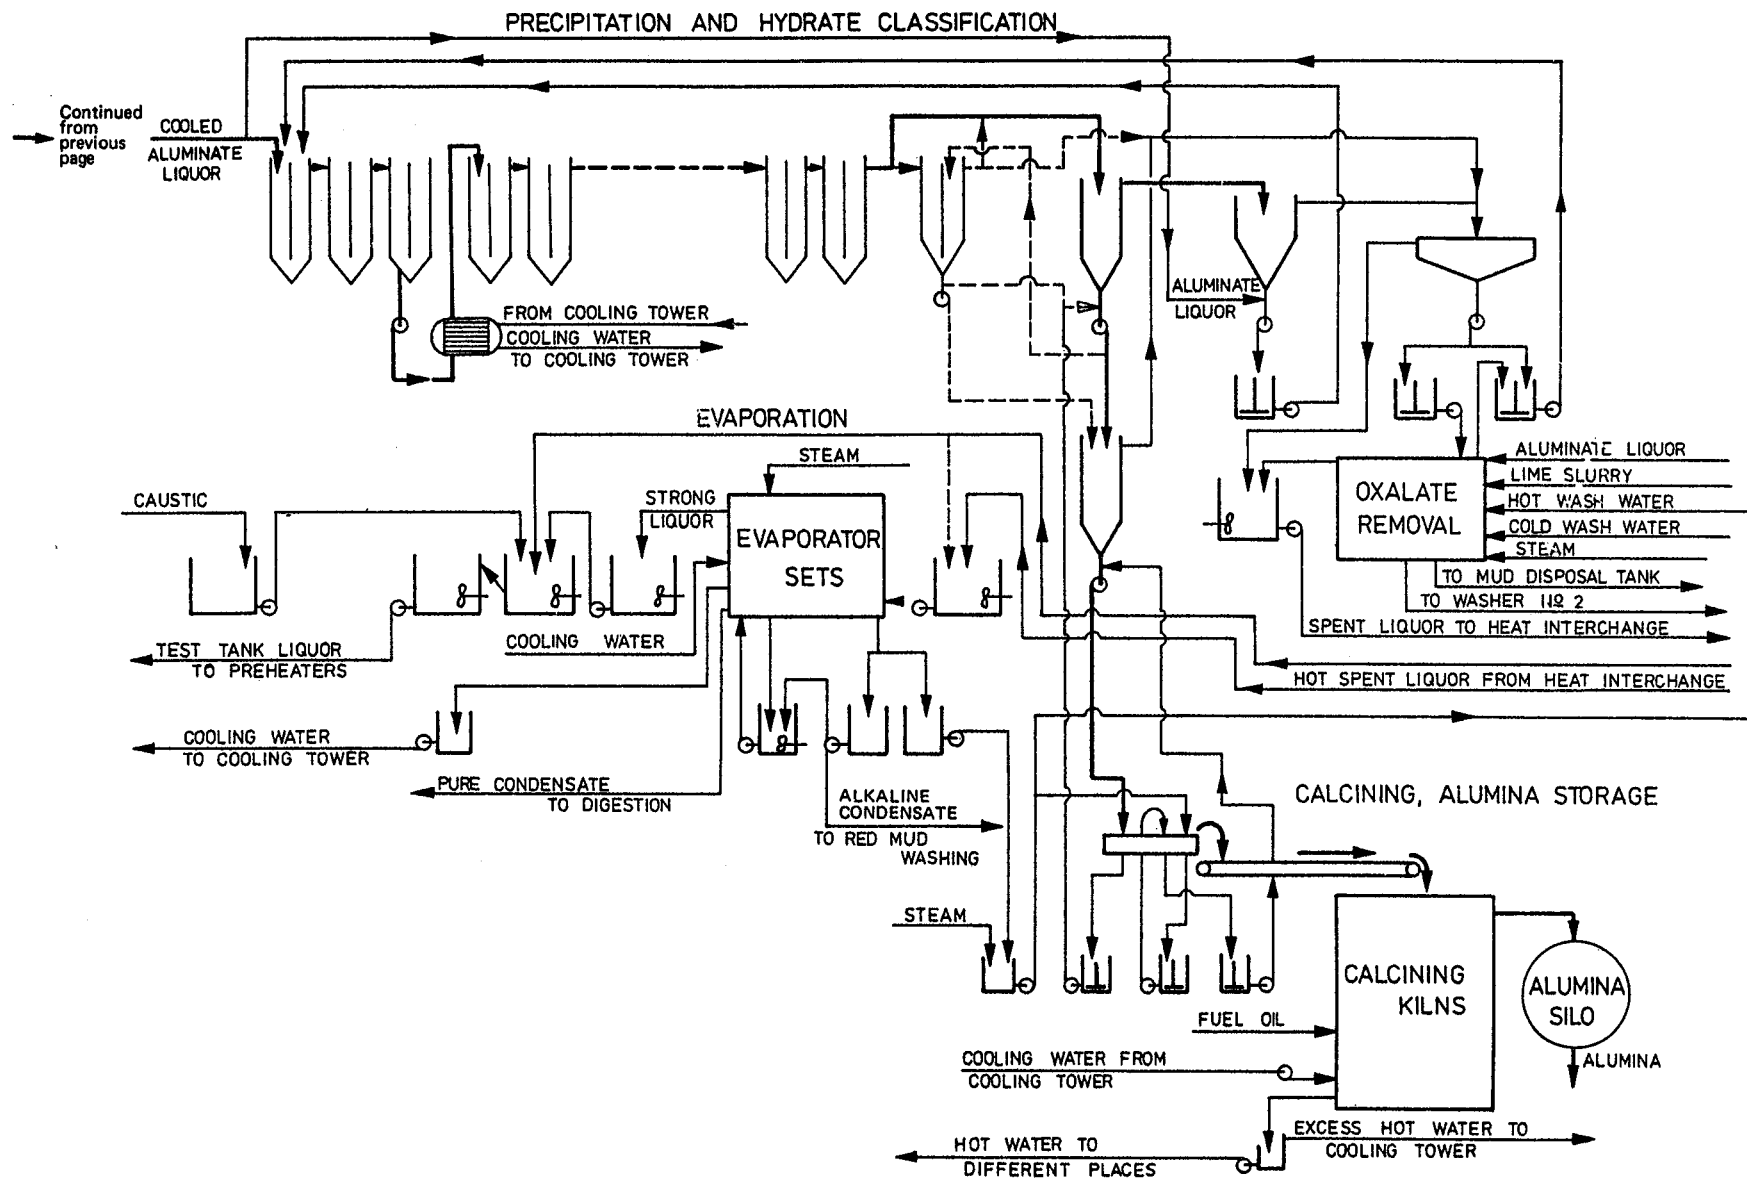 PRECIPITATION AND HYDRATE CLASSIFICATION
Continued
from
previous
page
COOLED
ALUMINATE
LIQUOR
FROM COOLING TOWER
COOLING WATER
TO COOLING TOWER
ALUMINATE
LIQUOR
EVAPORATION
STEAM
CAUSTIC
STRONG
LIQUOR
EVAPORATOR
SETS
COOLING WATER
TEST TANK LIQUOR
TO PREHEATERS
COOLING WATER
TO COOLING TOWER
PURE CONDENSATE
TO DIGESTION
ALKALINE
CONDENSATE
TO RED MUD
WASHING
OXALATE
REMOVAL
ALUMINATE LIQUOR
LIME SLURRY
HOT WASH WATER
COLD WASH WATER
STEAM
TO MUD DISPOSAL TANK
TO WASHER No 2
SPENT LIQUOR TO HEAT INTERCHANGE
HOT SPENT LIQUOR FROM HEAT INTERCHANGE
CALCINING, ALUMINA STORAGE
STEAM
CALCINING
KILNS
ALUMINA
SILO
ALUMINA
FUEL OIL
COOLING WATER FROM
COOLING TOWER
EXCESS HOT WATER TO
COOLING TOWER
HOT WATER TO
DIFFERENT PLACES